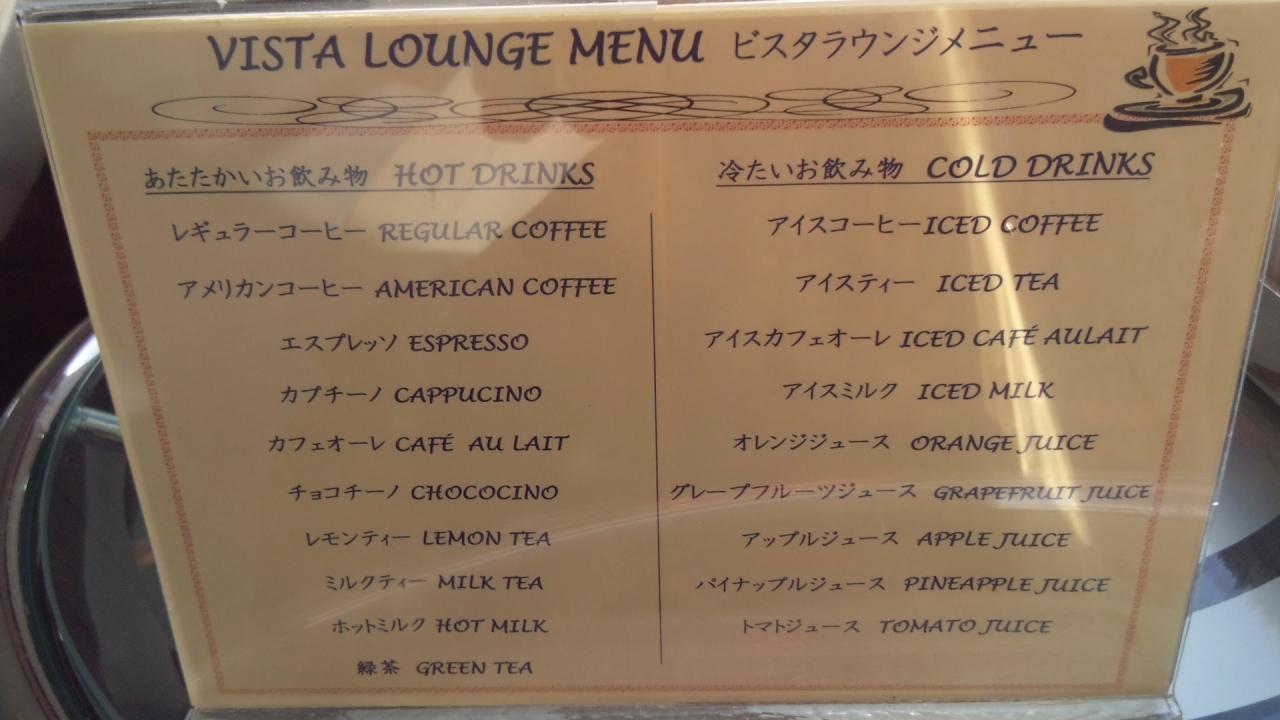 VISTA LOUNGE MENU ビスタラウンジメニュー
あたたかいお飲み物 HOT DRINKS
レギュラーコーヒー REGULAR COFFEE
アメリカンコーヒー AMERICAN COFFEE
エスプレッソ ESPRESSO
カプチーノ CAPPUCINO
カフェオーレ CAFÉ AU LAIT
チョコチーノ CHOCOCINO
レモンティー LEMON TEA
ミルクティー MILK TEA
ホットミルク HOT MILK
緑茶 GREEN TEA
冷たいお飲み物 COLD DRINKS
アイスコーヒー ICED COFFEE
アイスティー ICED TEA
アイスカフェオーレ ICED CAFÉ AULAIT
アイスミルク ICED MILK
オレンジジュース ORANGE JUICE
グレープフルーツジュース GRAPEFRUIT JUICE
アップルジュース APPLE JUICE
パイナップルジュース PINEAPPLE JUICE
トマトジュース TOMATO JUICE